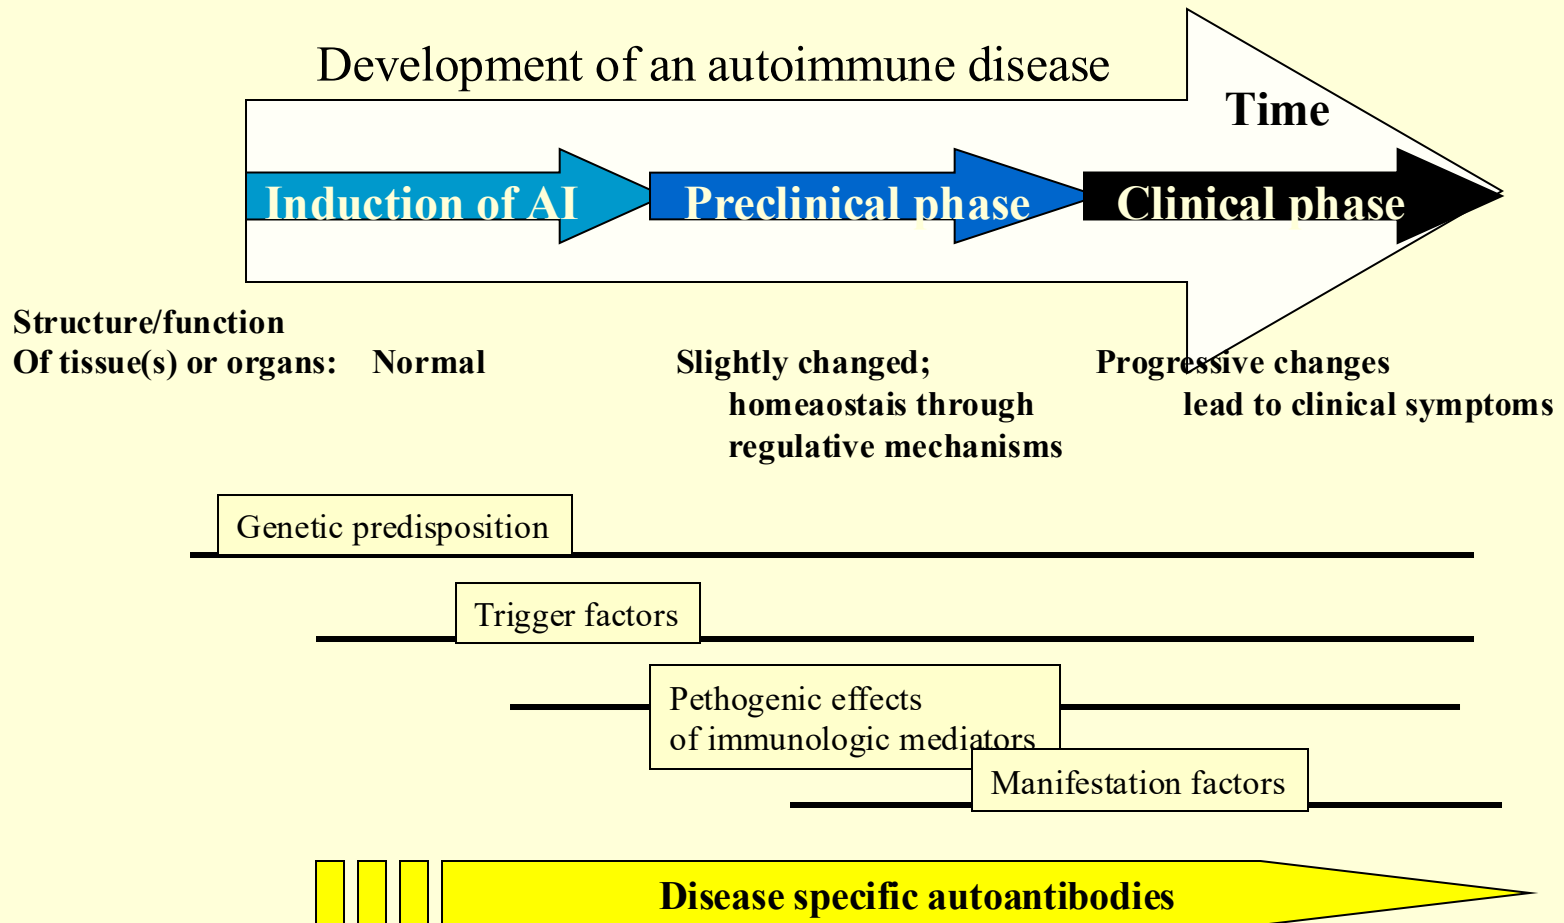 Development of an autoimmune disease
Time
Induction of AI
Preclinical phase
Clinical phase
Structure/function
Of tissue(s) or organs: Normal Slightly changed; Progressive changes
homeaostais through lead to clinical symptoms
regulative mechanisms
Genetic predisposition
Trigger factors
Pethogenic effects
of immunologic mediators
Manifestation factors
Disease specific autoantibodies